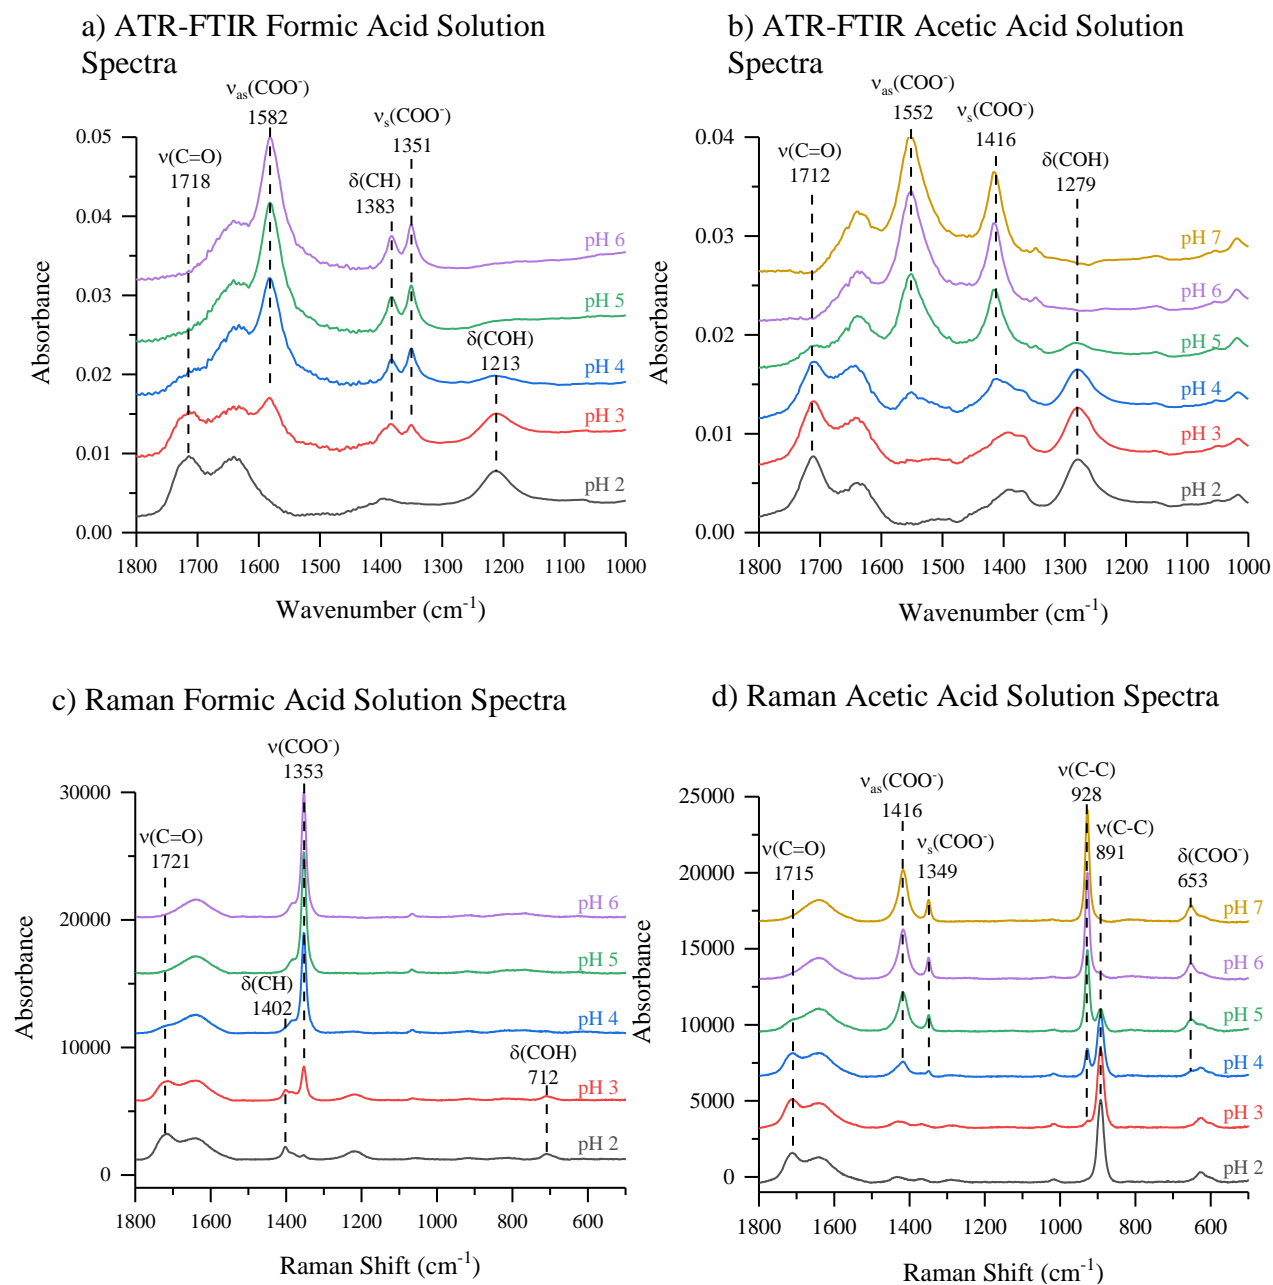 a) ATR-FTIR Formic Acid Solution
Spectra
νas(COO-)
1582
νs(COO-)
1351
ν(C=O)
1718
δ(CH)
1383
δ(COH)
1213
pH 6
pH 5
pH 4
pH 3
pH 2
0.05
0.04
0.03
0.02
0.01
0.00
Absorbance
1800 1700 1600 1500 1400 1300 1200 1100 1000
Wavenumber (cm-1)
b) ATR-FTIR Acetic Acid Solution
Spectra
νas(COO-)
1552
νs(COO-)
1416
ν(C=O)
1712
δ(COH)
1279
pH 7
pH 6
pH 5
pH 4
pH 3
pH 2
0.04
0.03
0.02
0.01
0.00
Absorbance
1800 1700 1600 1500 1400 1300 1200 1100 1000
Wavenumber (cm-1)
c) Raman Formic Acid Solution Spectra
ν(COO-)
1353
ν(C=O)
1721
δ(CH)
1402
δ(COH)
712
pH 6
pH 5
pH 4
pH 3
pH 2
30000
20000
10000
0
Absorbance
1800 1600 1400 1200 1000 800 600
Raman Shift (cm-1)
d) Raman Acetic Acid Solution Spectra
ν(C-C)
928
νas(COO-)
1416
ν(C-C)
891
νs(COO-)
1349
ν(C=O)
1715
δ(COO-)
653
pH 7
pH 6
pH 5
pH 4
pH 3
pH 2
25000
20000
15000
10000
5000
0
Absorbance
1800 1600 1400 1200 1000 800 600
Raman Shift (cm-1)